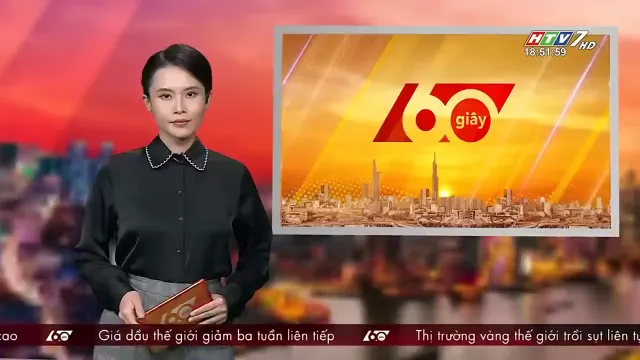 HTV7 HD
18:51:59
60 giây
cao 60 Giá dầu thế giới giảm ba tuần liên tiếp 60 Thị trường vàng thế giới trồi sụt liên